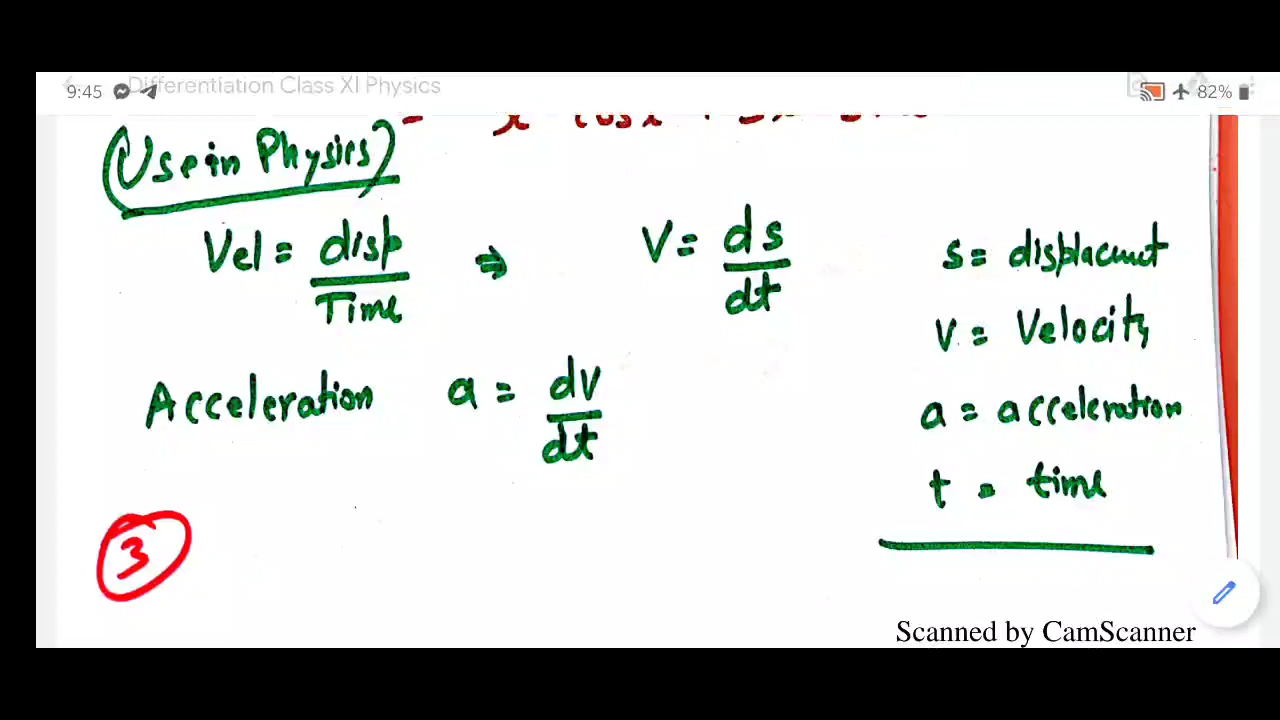 9:45 Differentiation Class XI Physics 82%
(Use in Physics)
Vel = disp/Time ⇒ V = ds/dt
s = displacment
v = Velocity
Acceleration a = dv/dt
a = acceleration
t = time
3
Scanned by CamScanner